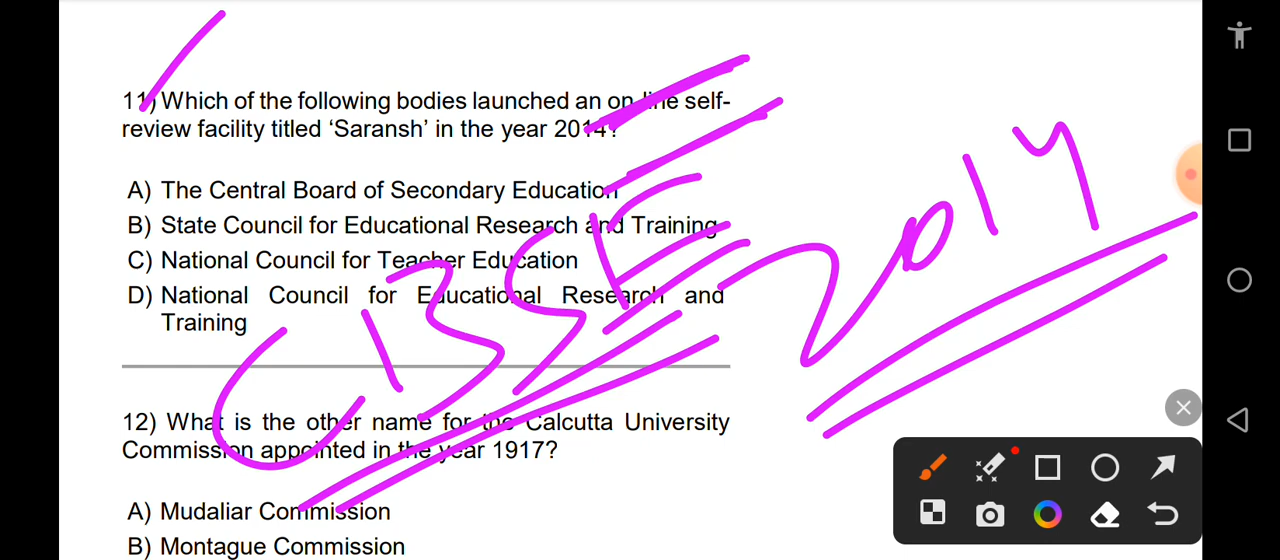 11) Which of the following bodies launched an on-line self-
review facility titled ‘Saransh’ in the year 2014?
A) The Central Board of Secondary Education
B) State Council for Educational Research and Training
C) National Council for Teacher Education
D) National Council for Educational Research and
Training
CBSE 2014
12) What is the other name for the Calcutta University
Commission appointed in the year 1917?
A) Mudaliar Commission
B) Montague Commission